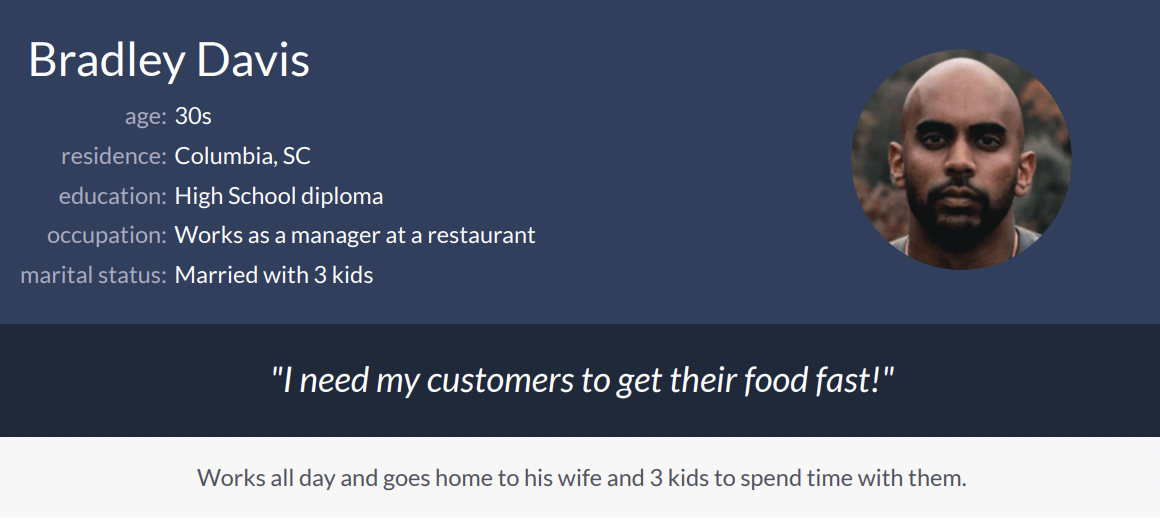 Bradley Davis
age: 30s
residence: Columbia, SC
education: High School diploma
occupation: Works as a manager at a restaurant
marital status: Married with 3 kids
"I need my customers to get their food fast!"
Works all day and goes home to his wife and 3 kids to spend time with them.